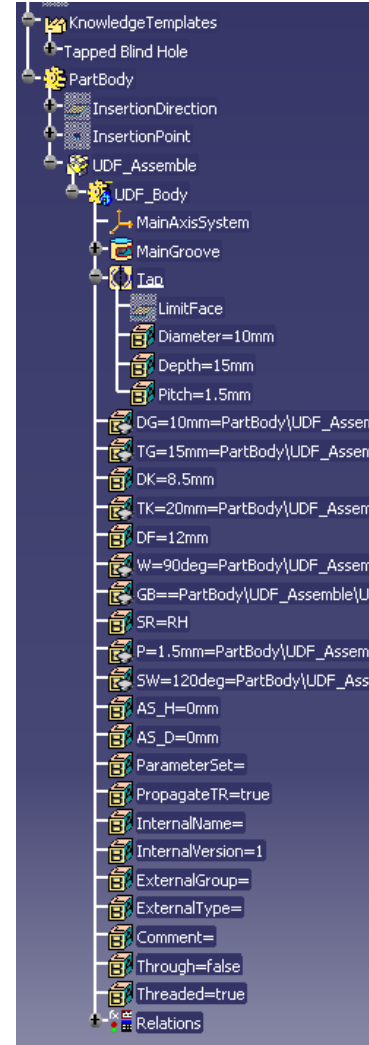 KnowledgeTemplates
Tapped Blind Hole
PartBody
InsertionDirection
InsertionPoint
UDF_Assemble
UDF_Body
MainAxisSystem
MainGroove
Tap
LimitFace
Diameter=10mm
Depth=15mm
Pitch=1.5mm
DG=10mm=PartBody\UDF_Assem
TG=15mm=PartBody\UDF_Assem
DK=8.5mm
TK=20mm=PartBody\UDF_Assem
DF=12mm
W=90deg=PartBody\UDF_Assem
GB==PartBody\UDF_Assemble\U
SR=RH
P=1.5mm=PartBody\UDF_Assem
SW=120deg=PartBody\UDF_Ass
AS_H=0mm
AS_D=0mm
ParameterSet=
PropagateTR=true
InternalName=
InternalVersion=1
ExternalGroup=
ExternalType=
Comment=
Through=false
Threaded=true
Relations